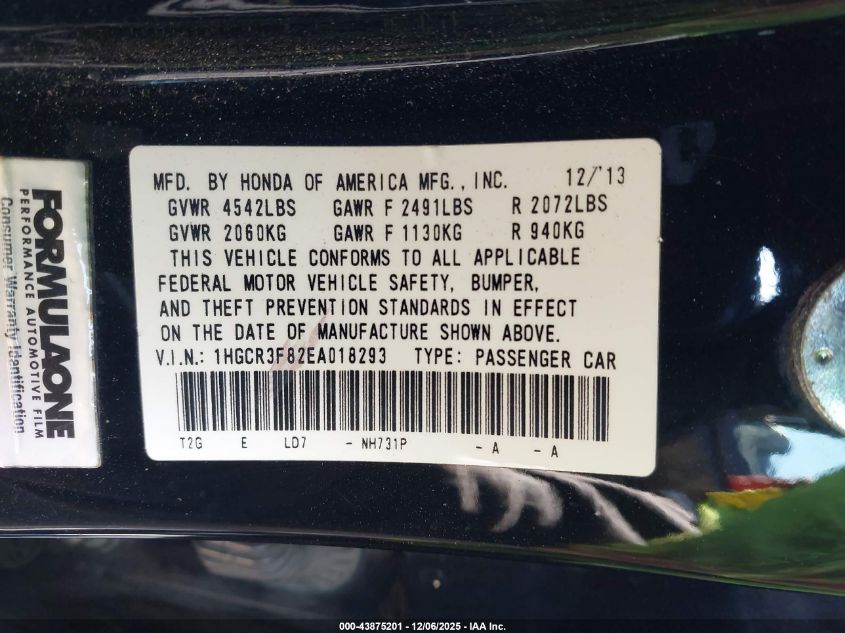 MFD. BY HONDA OF AMERICA MFG., INC. 12/'13
GVWR 4542LBS GAWR F 2491LBS R 2072LBS
GVWR 2060KG GAWR F 1130KG R 940KG
THIS VEHICLE CONFORMS TO ALL APPLICABLE
FEDERAL MOTOR VEHICLE SAFETY, BUMPER,
AND THEFT PREVENTION STANDARDS IN EFFECT
ON THE DATE OF MANUFACTURE SHOWN ABOVE.
V.I.N.: 1HGCR3F82EA018293 TYPE: PASSENGER CAR
T2G E LD7 - NH731P - A - A
FORMULAONE
PERFORMANCE AUTOMOTIVE FILM
Consumer Warranty Identification
000-43875201 - 12/06/2025 - IAA Inc.